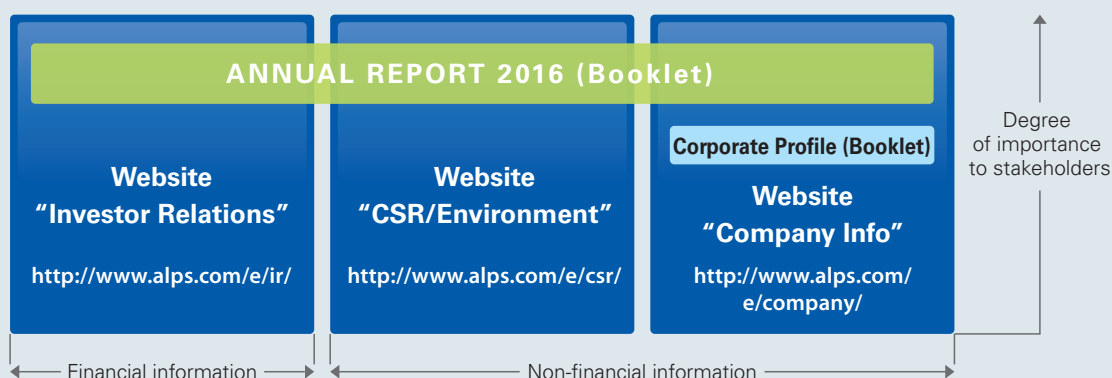 ANNUAL REPORT 2016 (Booklet)
Website
“Investor Relations”
http://www.alps.com/e/ir/
Website
“CSR/Environment”
http://www.alps.com/e/csr/
Corporate Profile (Booklet)
Website
“Company Info”
http://www.alps.com/
e/company/
Degree
of importance
to stakeholders
Financial information
Non-financial information